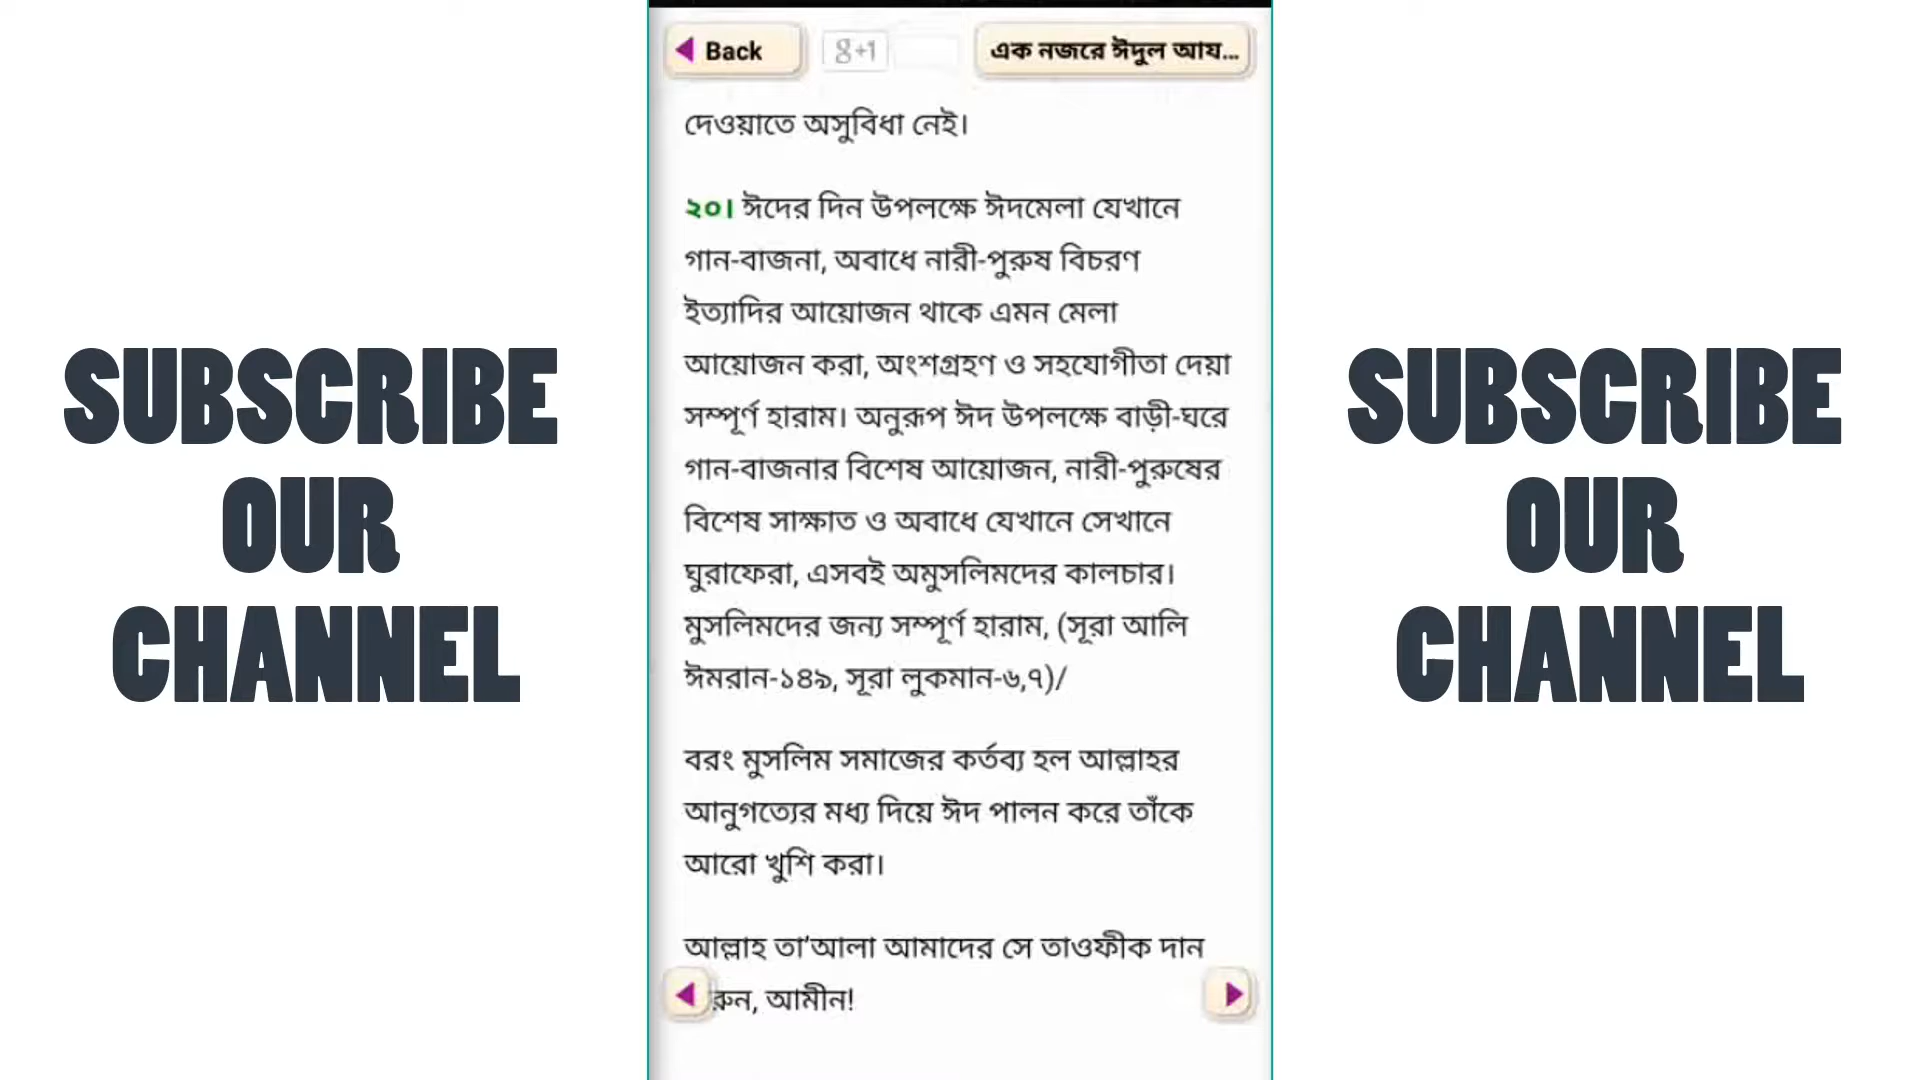 Back
g+1
এক নজরে ঈদুল আয...
দেওয়াতে অসুবিধা নেই।
২০। ঈদের দিন উপলক্ষে ঈদমেলা যেখানে
গান-বাজনা, অবাধে নারী-পুরুষ বিচরণ
ইত্যাদির আয়োজন থাকে এমন মেলা
আয়োজন করা, অংশগ্রহণ ও সহযোগীতা দেয়া
সম্পূর্ণ হারাম। অনুরূপ ঈদ উপলক্ষে বাড়ী-ঘরে
গান-বাজনার বিশেষ আয়োজন, নারী-পুরুষের
বিশেষ সাক্ষাত ও অবাধে যেখানে সেখানে
ঘুরাফেরা, এসবই অমুসলিমদের কালচার।
মুসলিমদের জন্য সম্পূর্ণ হারাম, (সূরা আলি
ঈমরান-১৪৯, সূরা লুকমান-৬,৭)/
বরং মুসলিম সমাজের কর্তব্য হল আল্লাহর
আনুগত্যের মধ্য দিয়ে ঈদ পালন করে তাঁকে
আরো খুশি করা।
আল্লাহ তা'আলা আমাদের সে তাওফীক দান
রুন, আমীন!
SUBSCRIBE
OUR
CHANNEL
SUBSCRIBE
OUR
CHANNEL